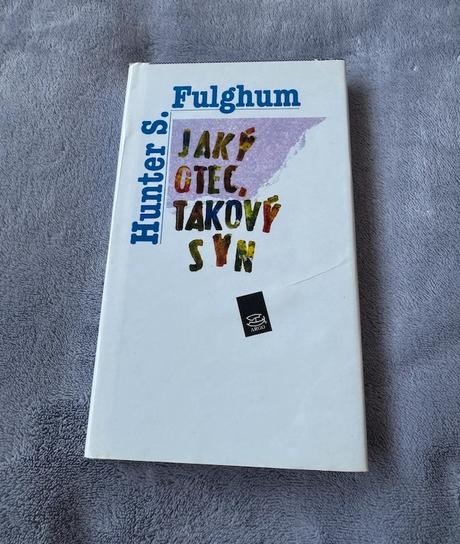 Hunter S.
Fulghum
JAKÝ
OTEC,
TAKOVÝ
SYN
ARGO